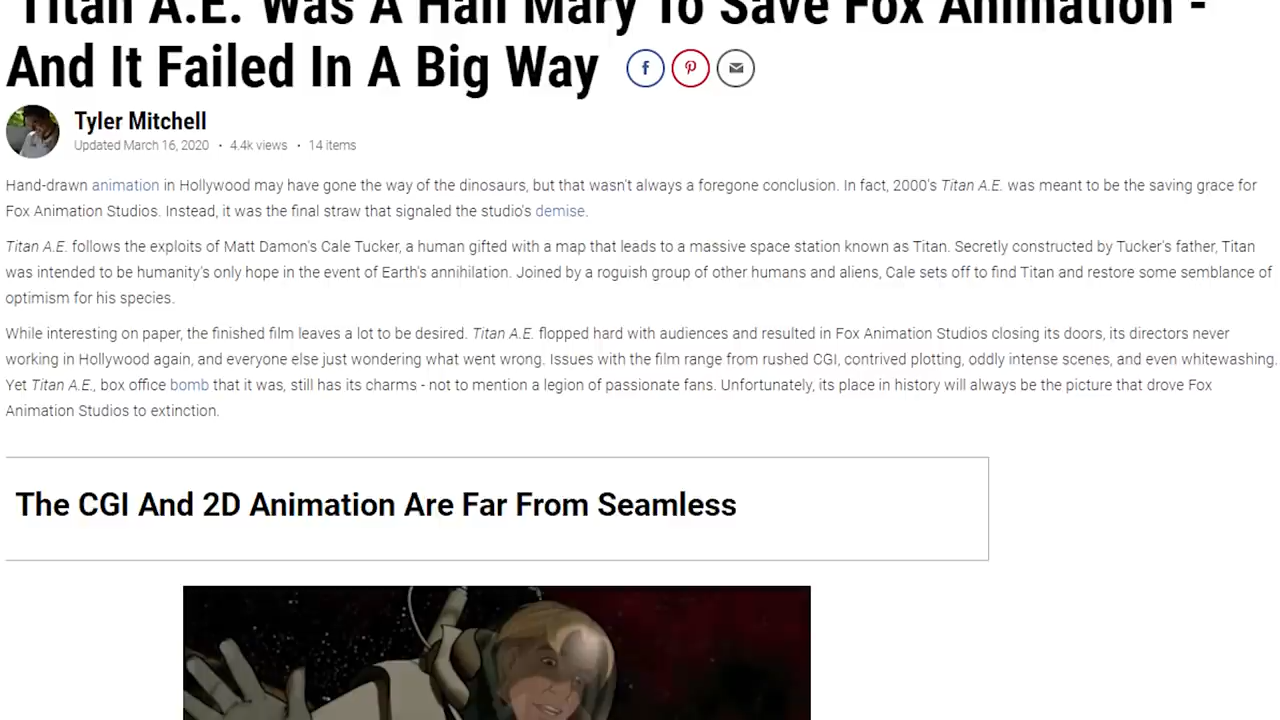 'Titan A.E.' Was A Hail Mary To Save Fox Animation -
And It Failed In A Big Way
Tyler Mitchell
Updated March 16, 2020 • 4.4k views • 14 items
Hand-drawn animation in Hollywood may have gone the way of the dinosaurs, but that wasn't always a foregone conclusion. In fact, 2000's Titan A.E. was meant to be the saving grace for
Fox Animation Studios. Instead, it was the final straw that signaled the studio's demise.
Titan A.E. follows the exploits of Matt Damon's Cale Tucker, a human gifted with a map that leads to a massive space station known as Titan. Secretly constructed by Tucker's father, Titan
was intended to be humanity's only hope in the event of Earth's annihilation. Joined by a roguish group of other humans and aliens, Cale sets off to find Titan and restore some semblance of
optimism for his species.
While interesting on paper, the finished film leaves a lot to be desired. Titan A.E. flopped hard with audiences and resulted in Fox Animation Studios closing its doors, its directors never
working in Hollywood again, and everyone else just wondering what went wrong. Issues with the film range from rushed CGI, contrived plotting, oddly intense scenes, and even whitewashing.
Yet Titan A.E., box office bomb that it was, still has its charms - not to mention a legion of passionate fans. Unfortunately, its place in history will always be the picture that drove Fox
Animation Studios to extinction.
The CGI And 2D Animation Are Far From Seamless